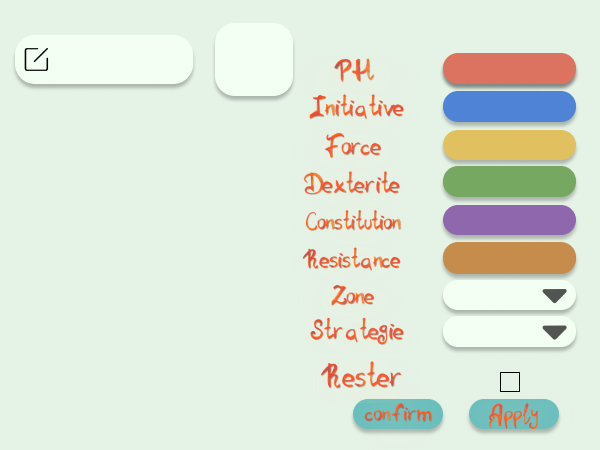 PH
Initiative
Force
Dexterite
Constitution
Resistance
Zone
Strategie
Rester
confirm
Apply